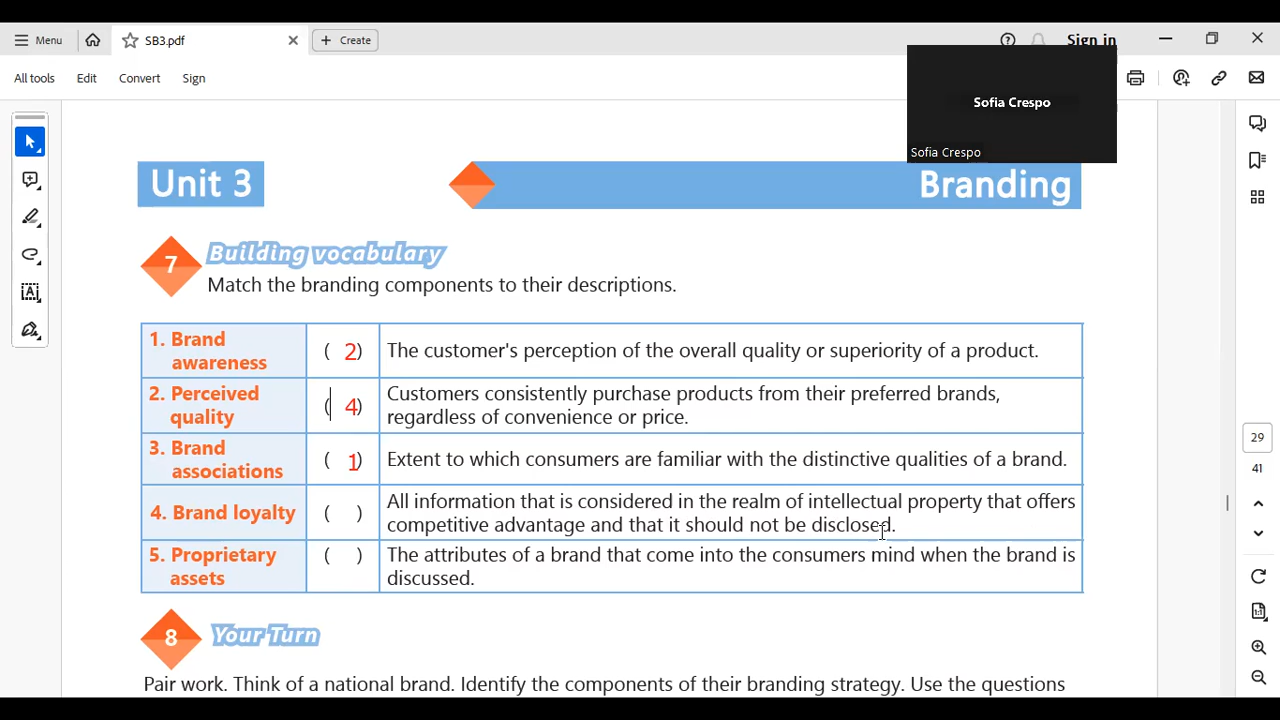 Menu
SB3.pdf
Create
Sign in
All tools
Edit
Convert
Sign
Sofia Crespo
Sofia Crespo
Unit 3
Branding
7
Building vocabulary
Match the branding components to their descriptions.
1. Brand awareness
( 2)
The customer's perception of the overall quality or superiority of a product.
2. Perceived quality
( 4)
Customers consistently purchase products from their preferred brands,
regardless of convenience or price.
3. Brand associations
( 1)
Extent to which consumers are familiar with the distinctive qualities of a brand.
4. Brand loyalty
( )
All information that is considered in the realm of intellectual property that offers
competitive advantage and that it should not be disclosed.
5. Proprietary assets
( )
The attributes of a brand that come into the consumers mind when the brand is
discussed.
8
Your Turn
Pair work. Think of a national brand. Identify the components of their branding strategy. Use the questions
29
41